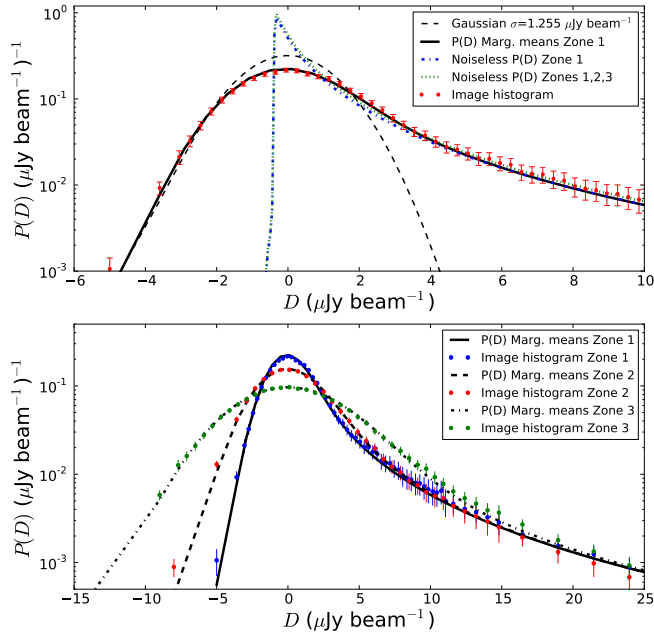 Gaussian σ=1.255 μJy beam⁻¹
P(D) Marg. means Zone 1
Noiseless P(D) Zone 1
Noiseless P(D) Zones 1,2,3
Image histogram
10⁰
10⁻¹
10⁻²
10⁻³
P(D) (μJy beam⁻¹)⁻¹
−6 −4 −2 0 2 4 6 8 10
D (μJy beam⁻¹)
P(D) Marg. means Zone 1
Image histogram Zone 1
P(D) Marg. means Zone 2
Image histogram Zone 2
P(D) Marg. means Zone 3
Image histogram Zone 3
10⁻¹
10⁻²
10⁻³
P(D) (μJy beam⁻¹)⁻¹
−15 −10 −5 0 5 10 15 20 25
D (μJy beam⁻¹)